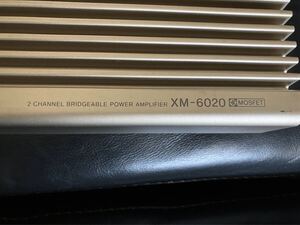 2 CHANNEL BRIDGEABLE POWER AMPLIFIER XM-6020 MOSFET